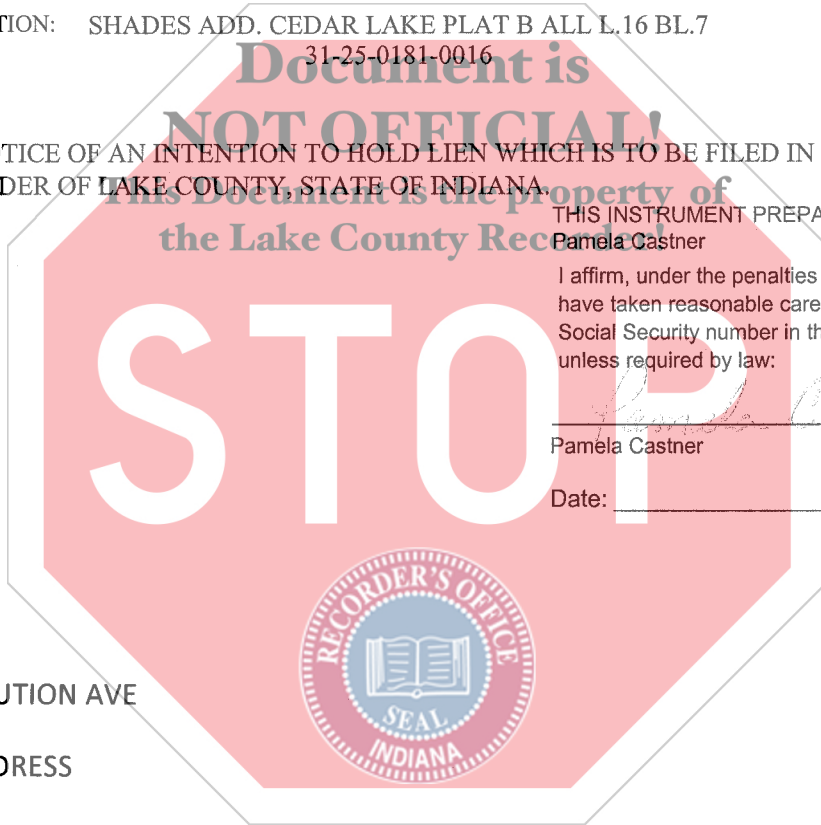 TION: SHADES ADD. CEDAR LAKE PLAT B ALL L.16 BL.7
31-25-0181-0016
Document is
NOT OFFICIAL!
TICE OF AN INTENTION TO HOLD LIEN WHICH IS TO BE FILED IN
DER OF LAKE COUNTY, STATE OF INDIANA.
This Document is the property of
the Lake County Recorder!
THIS INSTRUMENT PREPA
Pamela Castner
I affirm, under the penalties
have taken reasonable care
Social Security number in th
unless required by law:
Pamela C
Pamela Castner
Date:
STOP
RECORDER'S OFFICE
SEAL
INDIANA
UTION AVE
DRESS